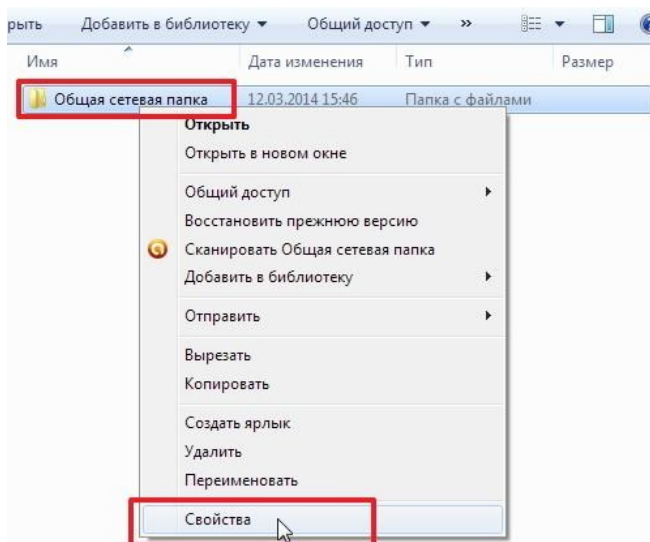 рыть Добавить в библиотеку Общий доступ »
Имя Дата изменения Тип Размер
Общая сетевая папка 12.03.2014 15:46 Папка с файлами
Открыть
Открыть в новом окне
Общий доступ
Восстановить прежнюю версию
Сканировать Общая сетевая папка
Добавить в библиотеку
Отправить
Вырезать
Копировать
Создать ярлык
Удалить
Переименовать
Свойства